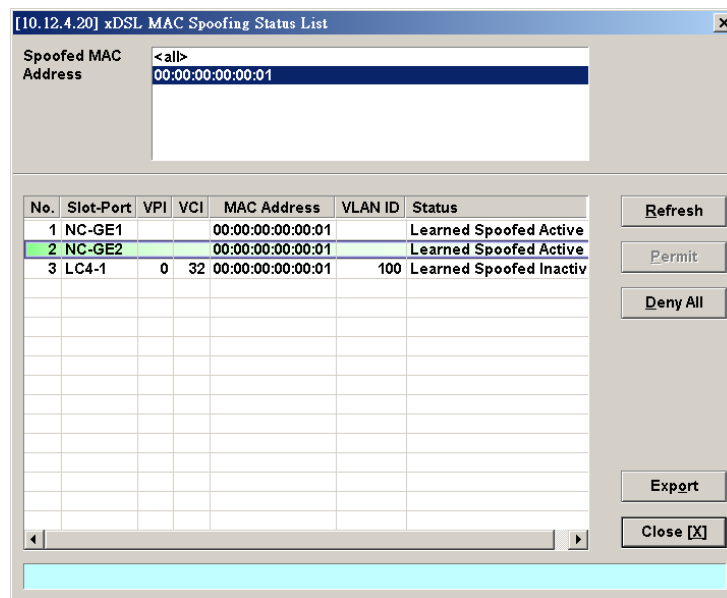 [10.12.4.20] xDSL MAC Spoofing Status List
Spoofed MAC Address
<all>
00:00:00:00:00:01
No. Slot-Port VPI VCI MAC Address VLAN ID Status
1 NC-GE1 00:00:00:00:00:01 Learned Spoofed Active
2 NC-GE2 00:00:00:00:00:01 Learned Spoofed Active
3 LC4-1 0 32 00:00:00:00:00:01 100 Learned Spoofed Inactiv
Refresh
Permit
Deny All
Export
Close [X]